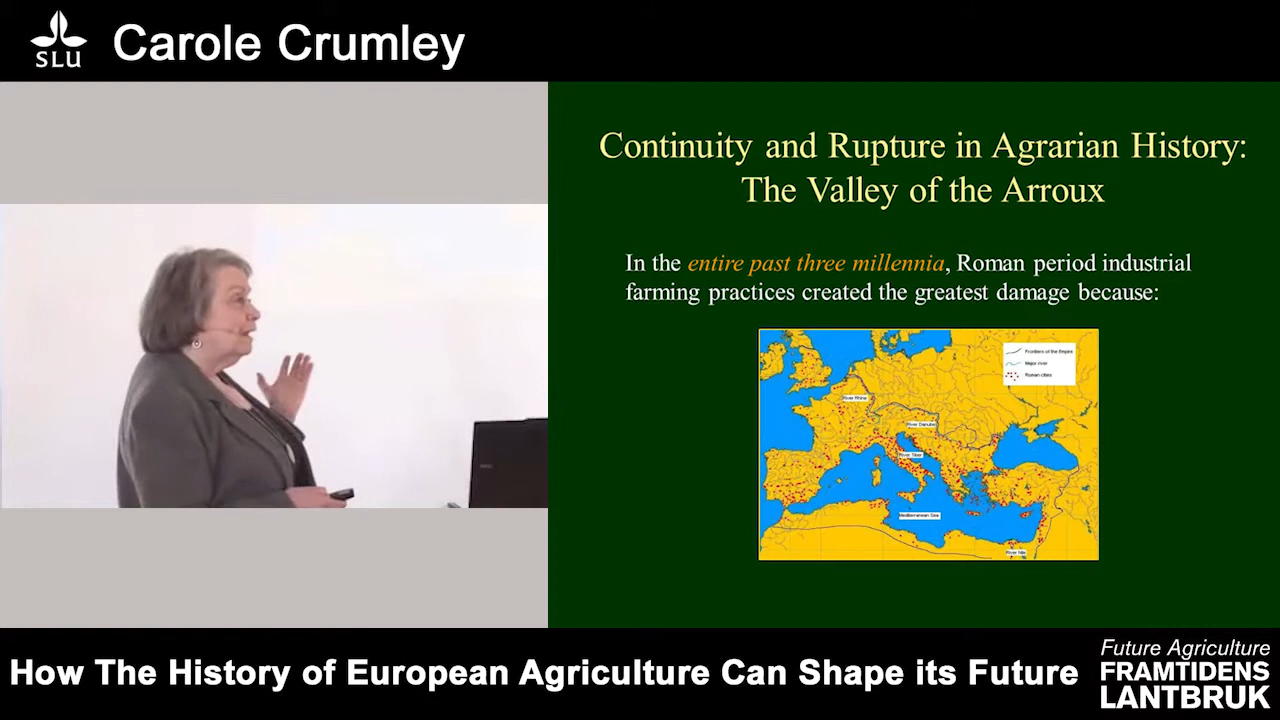 SLU
Carole Crumley
Continuity and Rupture in Agrarian History:
The Valley of the Arroux
In the entire past three millennia, Roman period industrial
farming practices created the greatest damage because:
Frontiers of the Empire
Major river
Roman cities
River Rhine
River Danube
River Tiber
Mediterranean Sea
River Nile
How The History of European Agriculture Can Shape its Future
Future Agriculture
FRAMTIDENS
LANTBRUK